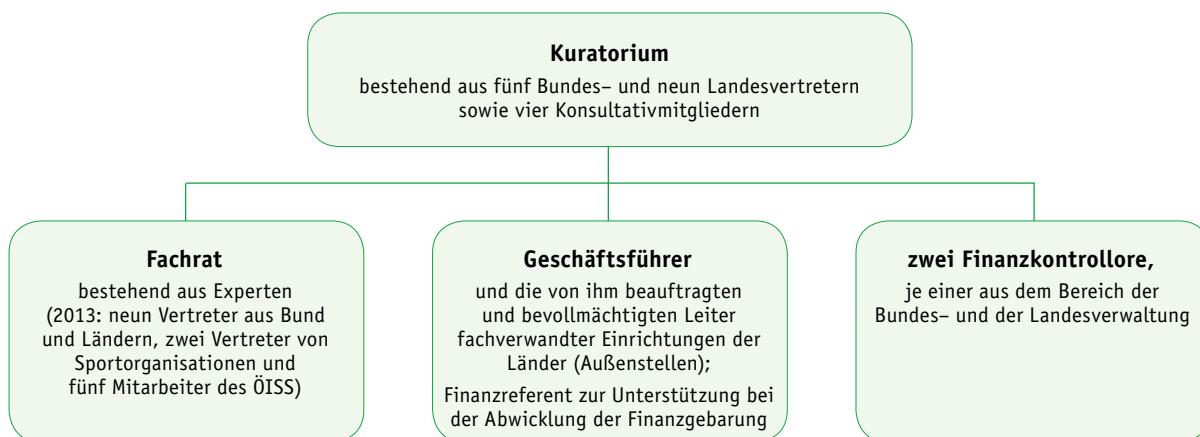 Kuratorium
bestehend aus fünf Bundes– und neun Landesvertretern
sowie vier Konsultativmitgliedern
Fachrat
bestehend aus Experten
(2013: neun Vertreter aus Bund
und Ländern, zwei Vertreter von
Sportorganisationen und
fünf Mitarbeiter des ÖISS)
Geschäftsführer
und die von ihm beauftragten
und bevollmächtigten Leiter
fachverwandter Einrichtungen der
Länder (Außenstellen);
Finanzreferent zur Unterstützung bei
der Abwicklung der Finanzgebarung
zwei Finanzkontrollore,
je einer aus dem Bereich der
Bundes– und der Landesverwaltung